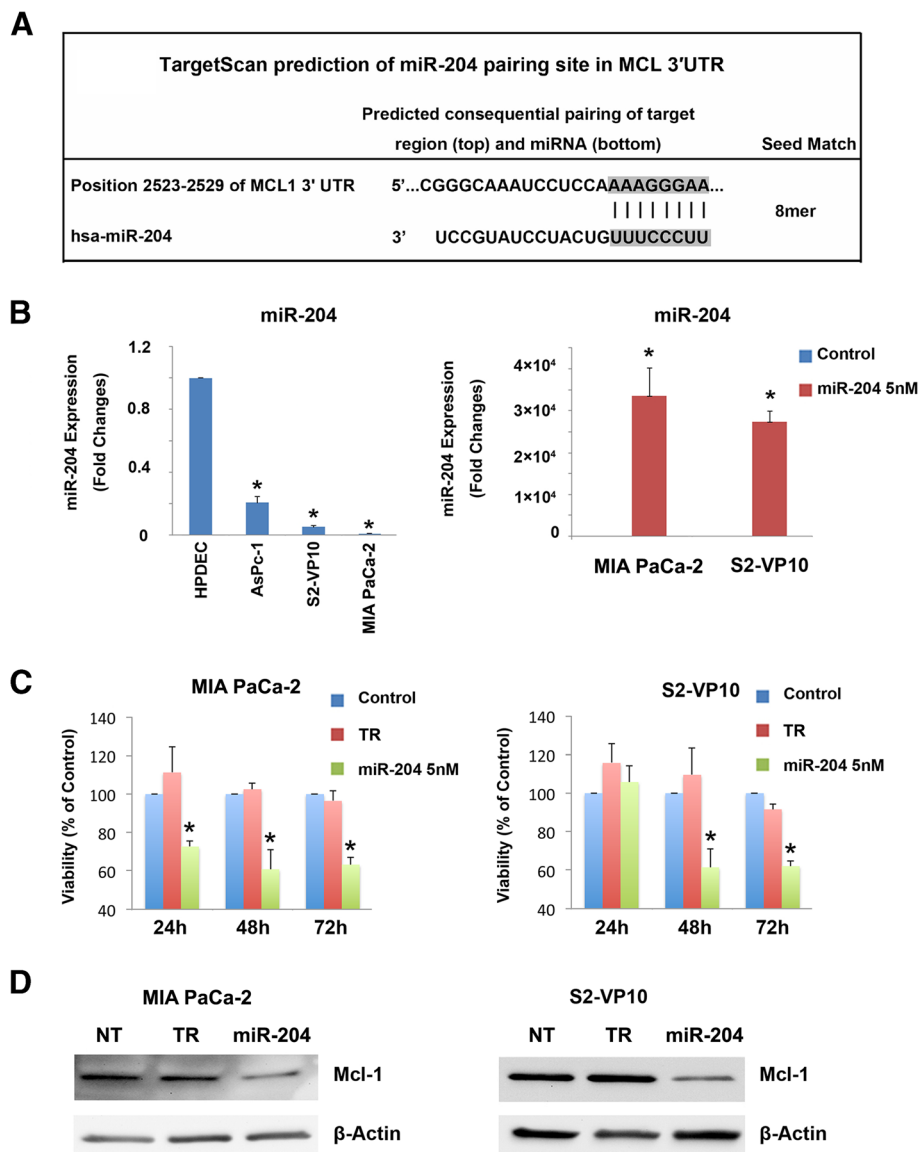 A
TargetScan prediction of miR-204 pairing site in MCL 3'UTR
Predicted consequential pairing of target
region (top) and miRNA (bottom)
Seed Match
Position 2523-2529 of MCL1 3' UTR 5'...CGGGCAAAUCCUCCAAAAGGGAA...
8mer
hsa-miR-204 3' UCCGUAUCCUACUGUUUCCCUU
B
miR-204
miR-204 Expression
(Fold Changes)
1.2
0.8
0.4
0
HPDEC
AsPc-1
S2-VP10
MIA PaCa-2
*
*
*
miR-204
miR-204 Expression
(Fold Changes)
4×10⁴
3×10⁴
2×10⁴
1×10⁴
0
*
*
MIA PaCa-2 S2-VP10
Control
miR-204 5nM
C
MIA PaCa-2
Control
TR
miR-204 5nM
Viability (% of Control)
140
120
100
80
60
40
*
*
*
24h 48h 72h
S2-VP10
Control
TR
miR-204 5nM
Viability (% of Control)
140
120
100
80
60
40
*
*
24h 48h 72h
D
MIA PaCa-2
NT TR miR-204
Mcl-1
β-Actin
S2-VP10
NT TR miR-204
Mcl-1
β-Actin